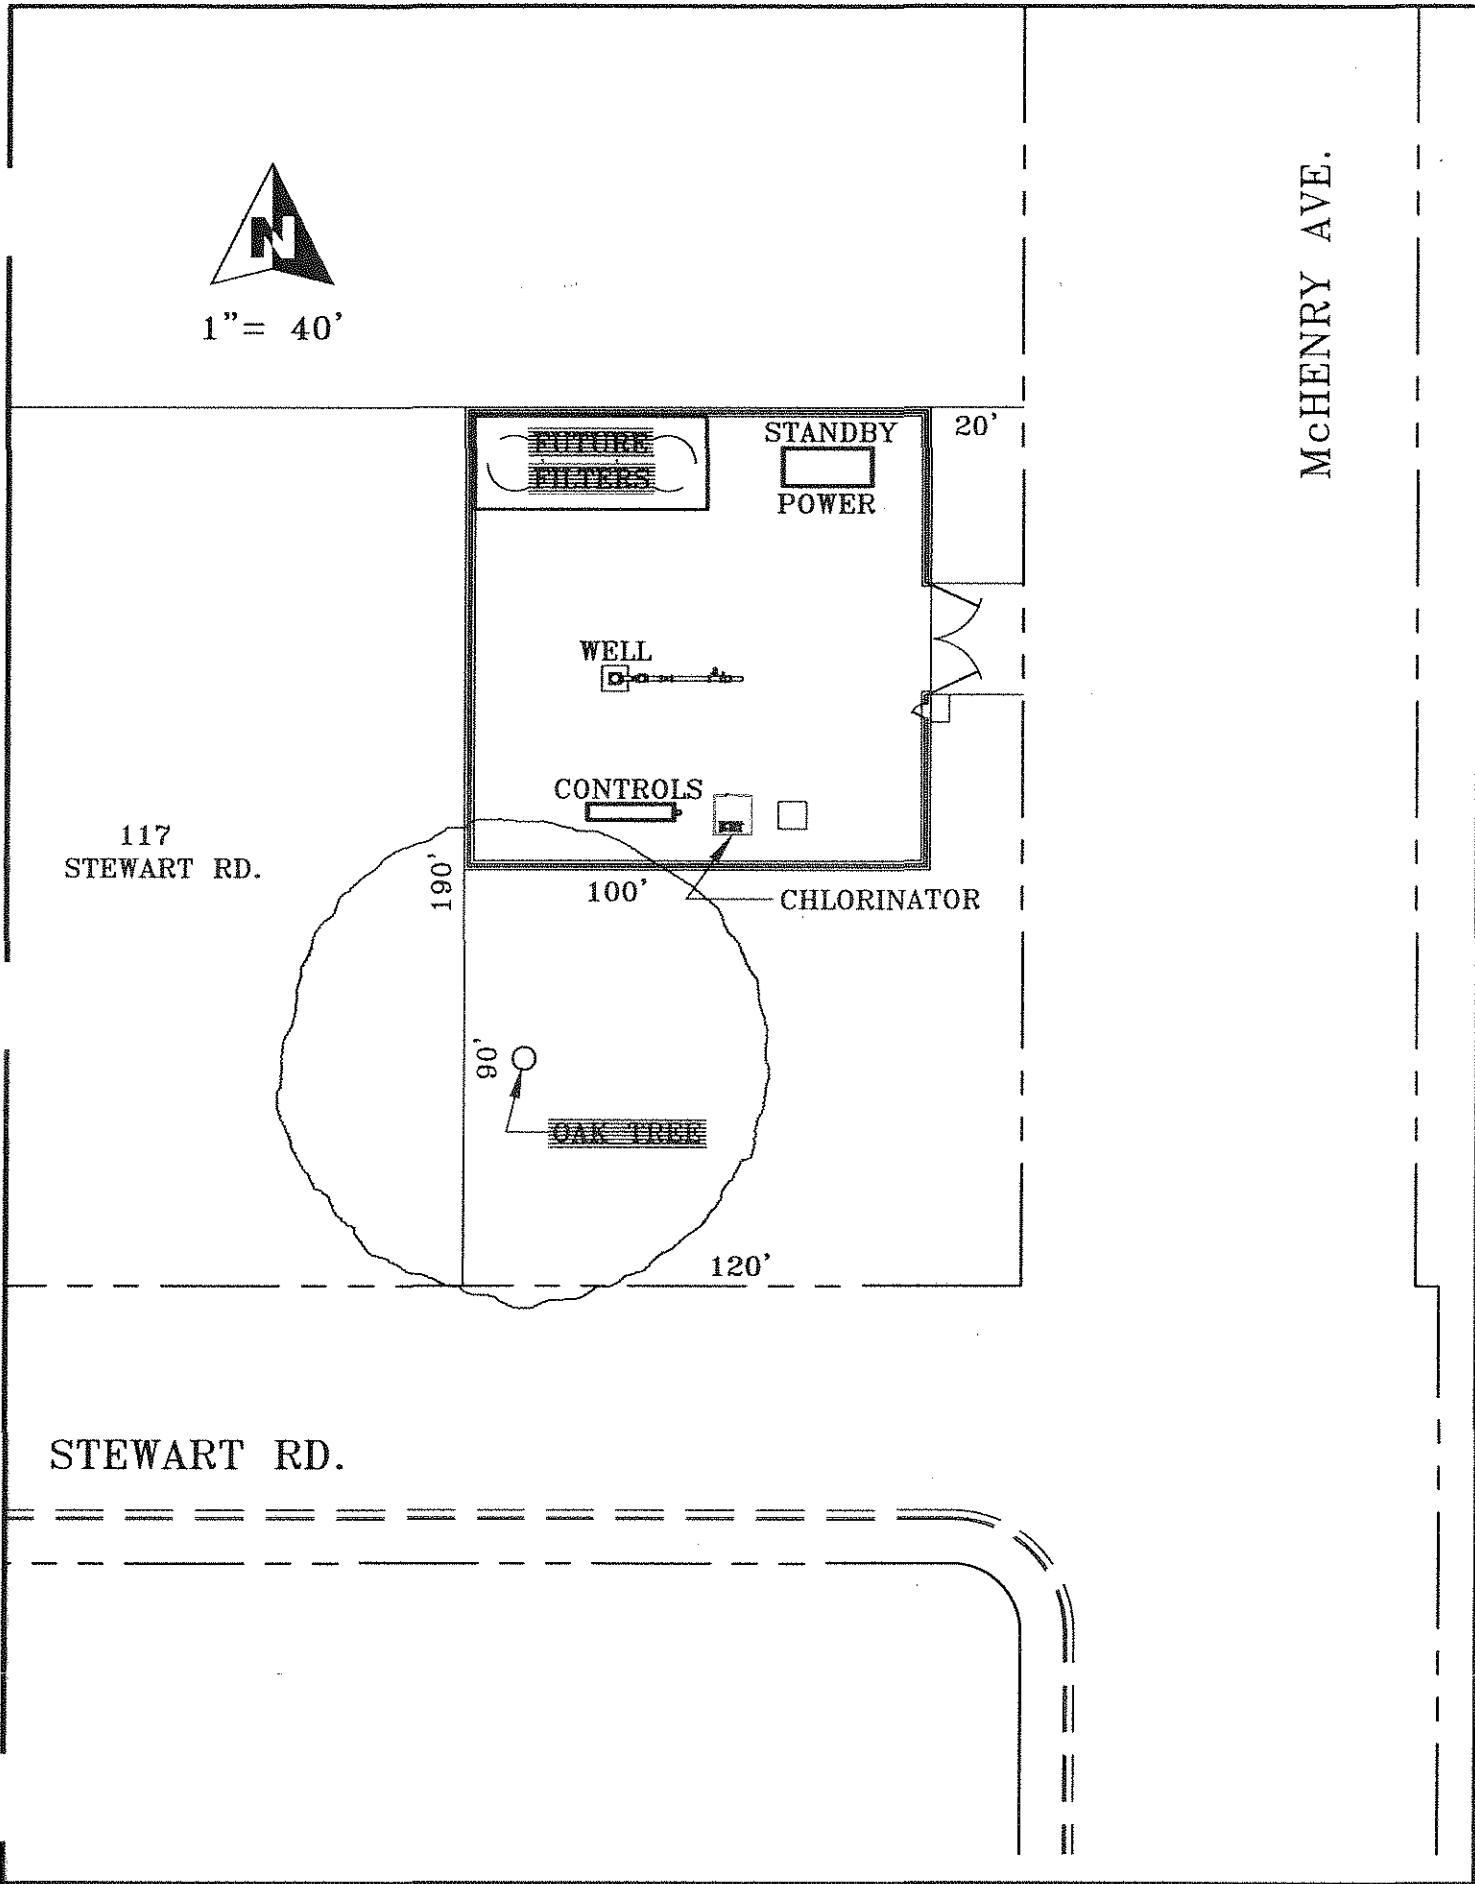 N
1”= 40’
McHENRY AVE.
FUTURE
FILTERS
STANDBY
POWER
20’
WELL
CONTROLS
117
STEWART RD.
190’
100’
CHLORINATOR
90’
OAK TREE
120’
STEWART RD.